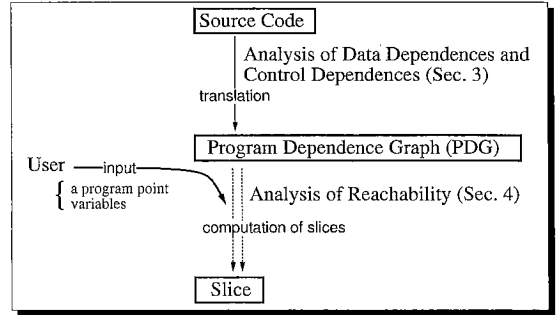 Source Code
Analysis of Data Dependences and
Control Dependences (Sec. 3)
translation
Program Dependence Graph (PDG)
User
input
{ a program point
variables
Analysis of Reachability (Sec. 4)
computation of slices
Slice